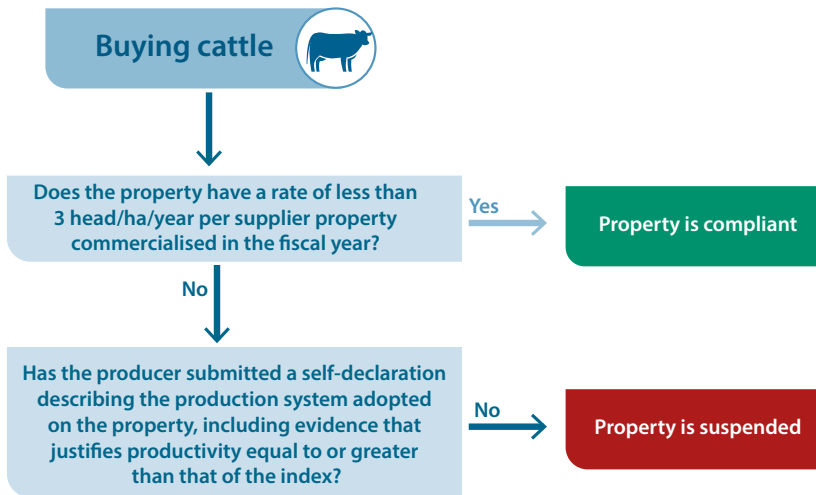 Buying cattle
Does the property have a rate of less than
3 head/ha/year per supplier property
commercialised in the fiscal year?
Yes
Property is compliant
No
Has the producer submitted a self-declaration
describing the production system adopted
on the property, including evidence that
justifies productivity equal to or greater
than that of the index?
No
Property is suspended